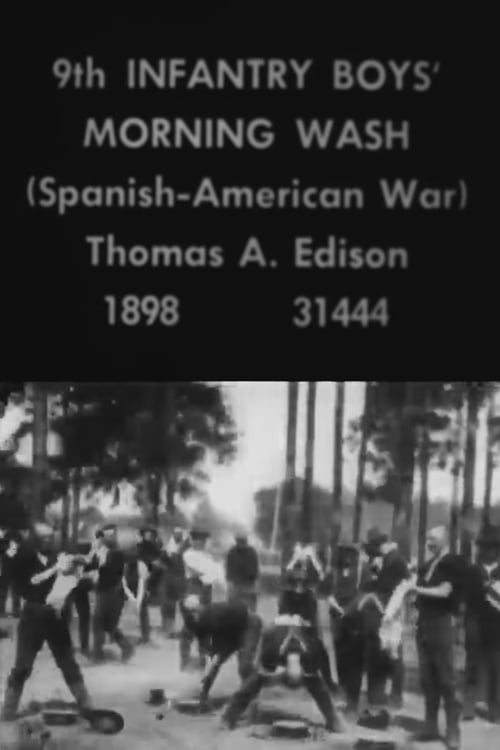 9th INFANTRY BOYS'
MORNING WASH
(Spanish-American War)
Thomas A. Edison
1898 31444